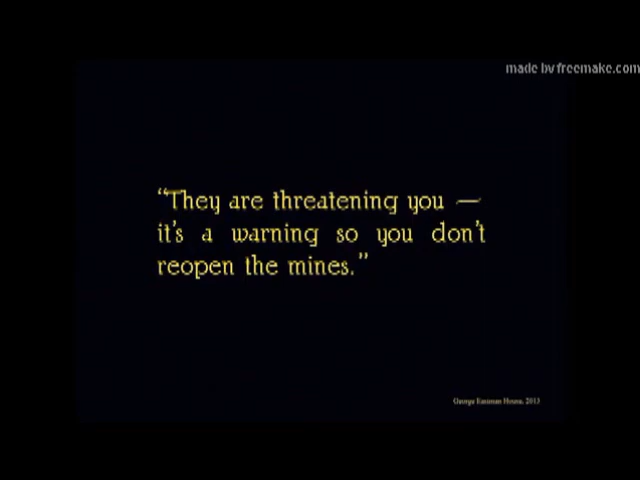 made by freemake.com
“They are threatening you —
it's a warning so you don't
reopen the mines.”
George Eastman House, 2013